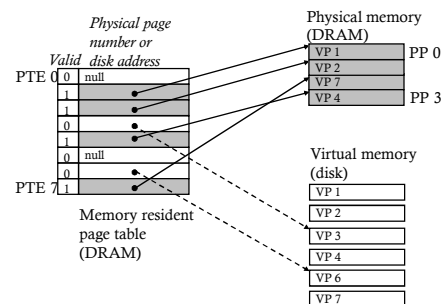 Physical page
number or
Valid disk address
PTE 0 0 null
1
1
0
1
0 null
0
PTE 7 1
Memory resident
page table
(DRAM)
Physical memory
(DRAM)
VP 1 PP 0
VP 2
VP 7
VP 4 PP 3
Virtual memory
(disk)
VP 1
VP 2
VP 3
VP 4
VP 6
VP 7